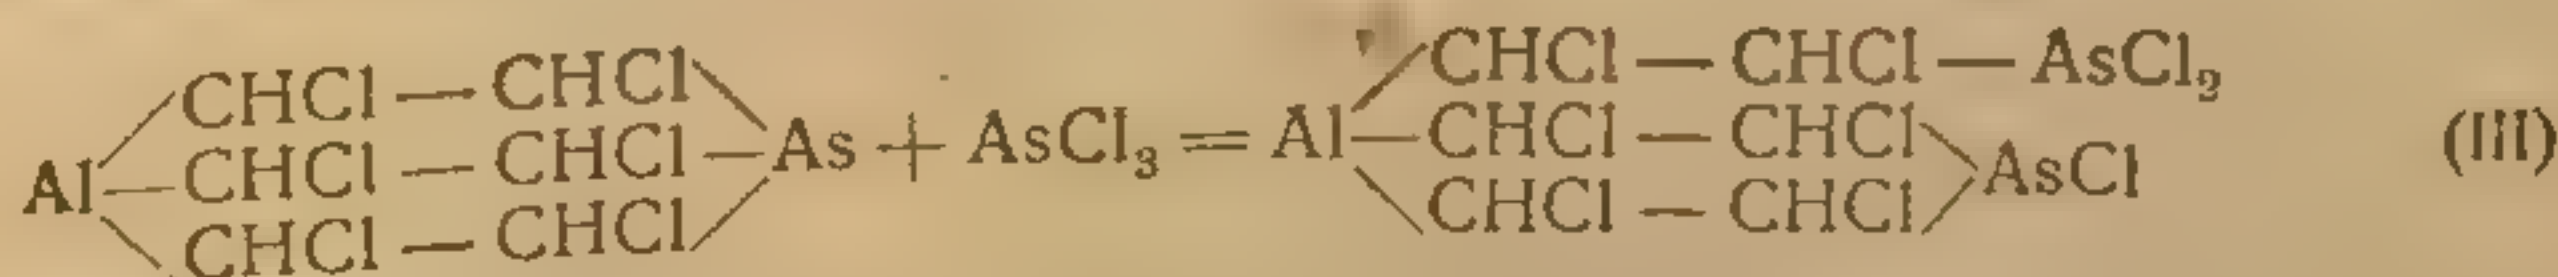 CHCl — CHCl CHCl — CHCl — AsCl₂
Al — CHCl — CHCl — As + AsCl₃ = Al — CHCl — CHCl AsCl (III)
CHCl — CHCl CHCl — CHCl